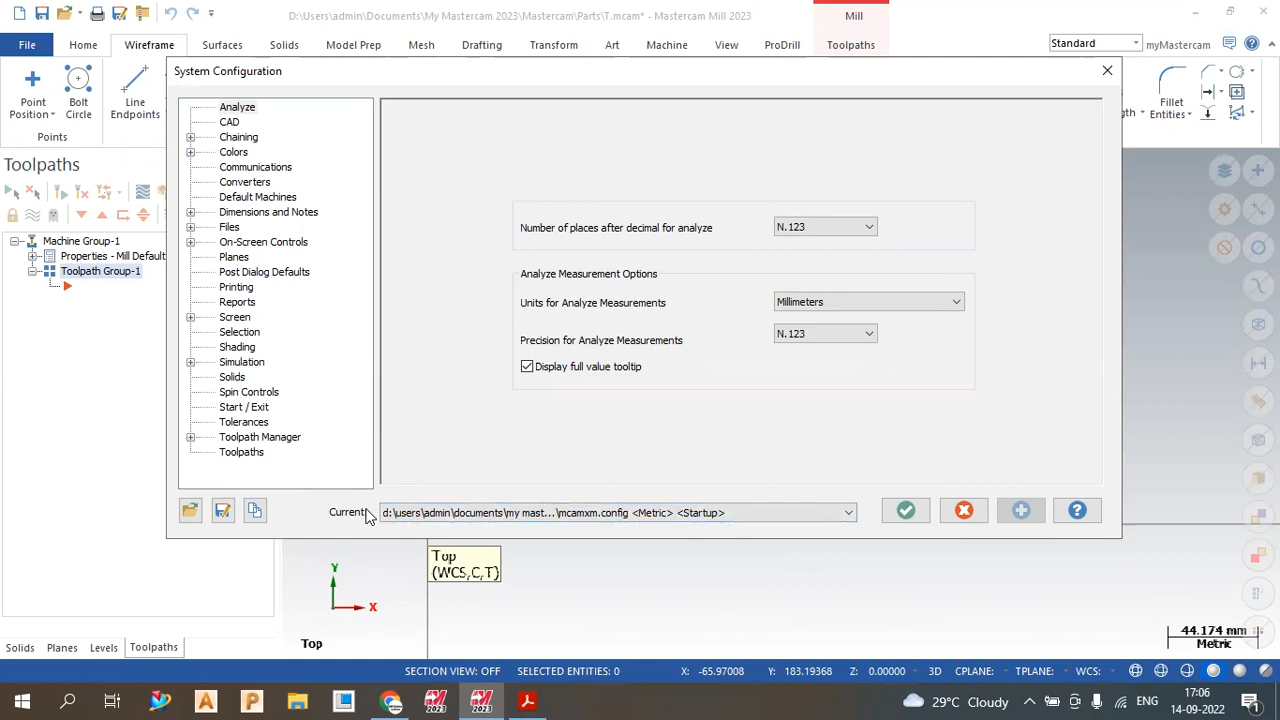 D:\Users\admin\Documents\My Mastercam 2023\Mastercam\Parts\T.mcam* - Mastercam Mill 2023
Mill
File
Home
Wireframe
Surfaces
Solids
Model Prep
Mesh
Drafting
Transform
Art
Machine
View
ProDrill
Toolpaths
Standard
myMastercam
System Configuration
Point
Position
Bolt
Circle
Line
Endpoints
Points
Fillet
Entities
Toolpaths
Machine Group-1
Properties - Mill Default
Toolpath Group-1
Analyze
CAD
Chaining
Colors
Communications
Converters
Default Machines
Dimensions and Notes
Files
On-Screen Controls
Planes
Post Dialog Defaults
Printing
Reports
Screen
Selection
Shading
Simulation
Solids
Spin Controls
Start / Exit
Tolerances
Toolpath Manager
Toolpaths
Number of places after decimal for analyze
N.123
Analyze Measurement Options
Units for Analyze Measurements
Millimeters
Precision for Analyze Measurements
N.123
Display full value tooltip
Current
d:\users\admin\documents\my mast...\mcamxm.config <Metric> <Startup>
Top
(WCS,C,T)
Y
X
Top
44.174 mm
Metric
Solids
Planes
Levels
Toolpaths
SECTION VIEW: OFF
SELECTED ENTITIES: 0
X: -65.97008
Y: 183.19368
Z: 0.00000
3D
CPLANE:
TPLANE:
WCS:
29°C Cloudy
ENG
17:06
14-09-2022